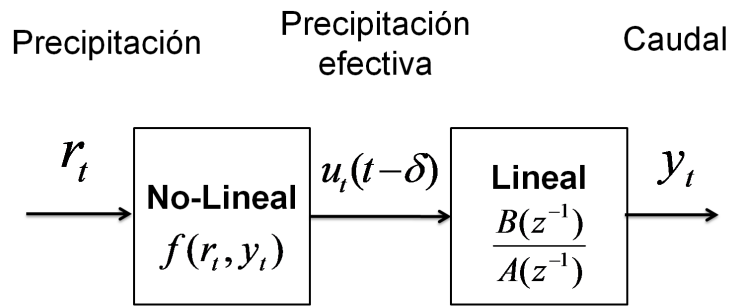 Precipitación
Precipitación
efectiva
Caudal
r_t
No-Lineal
f(r_t, y_t)
u_t(t−δ)
Lineal
B(z^{-1})
A(z^{-1})
y_t